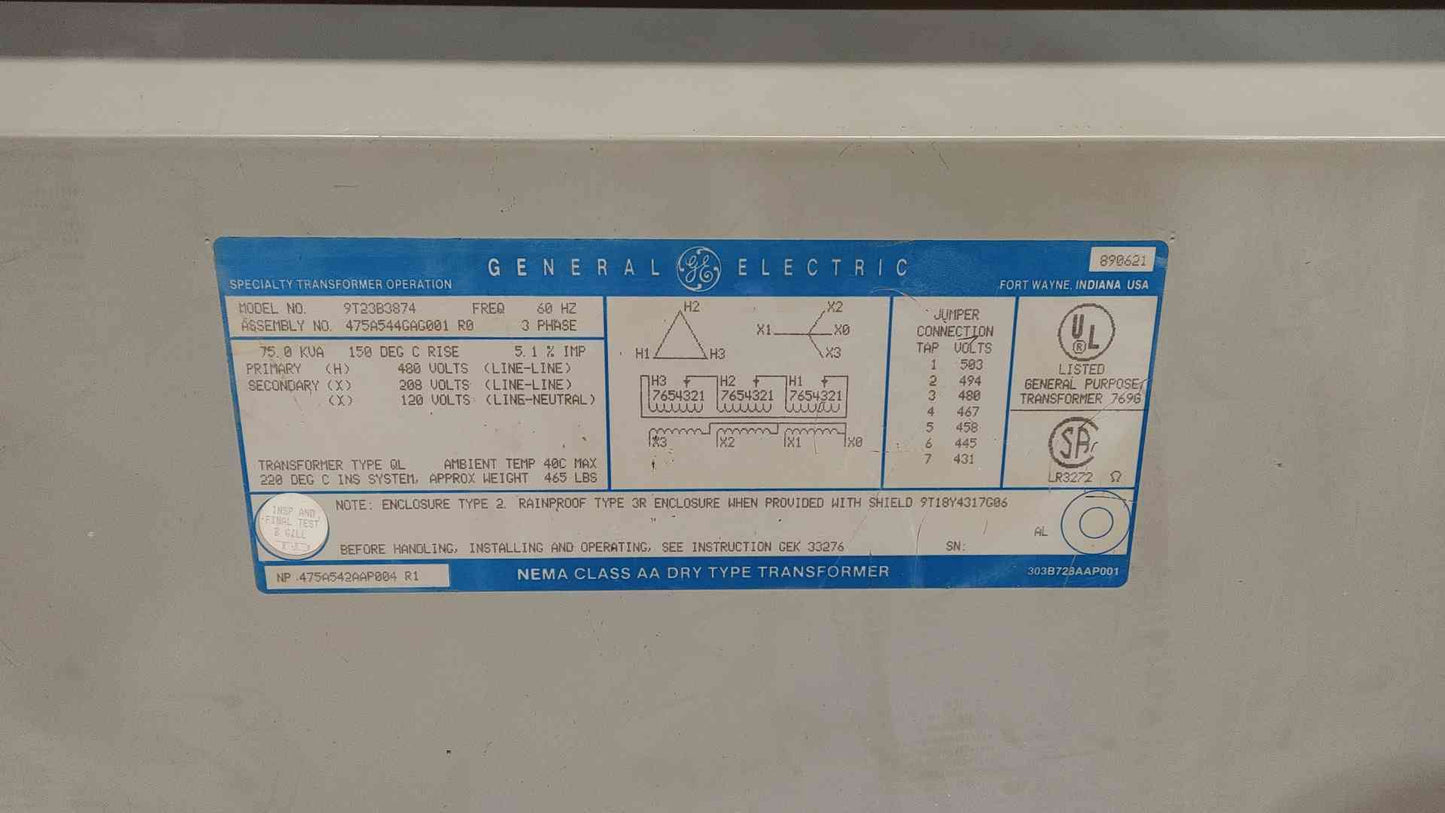 GENERAL GE ELECTRIC
890621
SPECIALTY TRANSFORMER OPERATION
FORT WAYNE, INDIANA USA
MODEL NO. 9T23B3874 FREQ 60 HZ
ASSEMBLY NO. 475A544GAG001 R0 3 PHASE
75.0 KVA 150 DEG C RISE 5.1 % IMP
PRIMARY (H) 480 VOLTS (LINE-LINE)
SECONDARY (X) 208 VOLTS (LINE-LINE)
(X) 120 VOLTS (LINE-NEUTRAL)
TRANSFORMER TYPE QL AMBIENT TEMP 40C MAX
220 DEG C INS SYSTEM, APPROX WEIGHT 465 LBS
H2
H1 H3
X2
X1 X0
X3
H3 H2 H1
7654321 7654321 7654321
X3 X2 X1 X0
JUMPER
CONNECTION
TAP VOLTS
1 503
2 494
3 480
4 467
5 458
6 445
7 431
UL
®
LISTED
GENERAL PURPOSE
TRANSFORMER 769G
SA
LR3272 Ω
INSP AND
FINAL TEST
NOTE: ENCLOSURE TYPE 2. RAINPROOF TYPE 3R ENCLOSURE WHEN PROVIDED WITH SHIELD 9T18Y4317G06
AL
BEFORE HANDLING, INSTALLING AND OPERATING, SEE INSTRUCTION GEK 33276 SN:
NP 475A542AAP004 R1
NEMA CLASS AA DRY TYPE TRANSFORMER
303B728AAP001